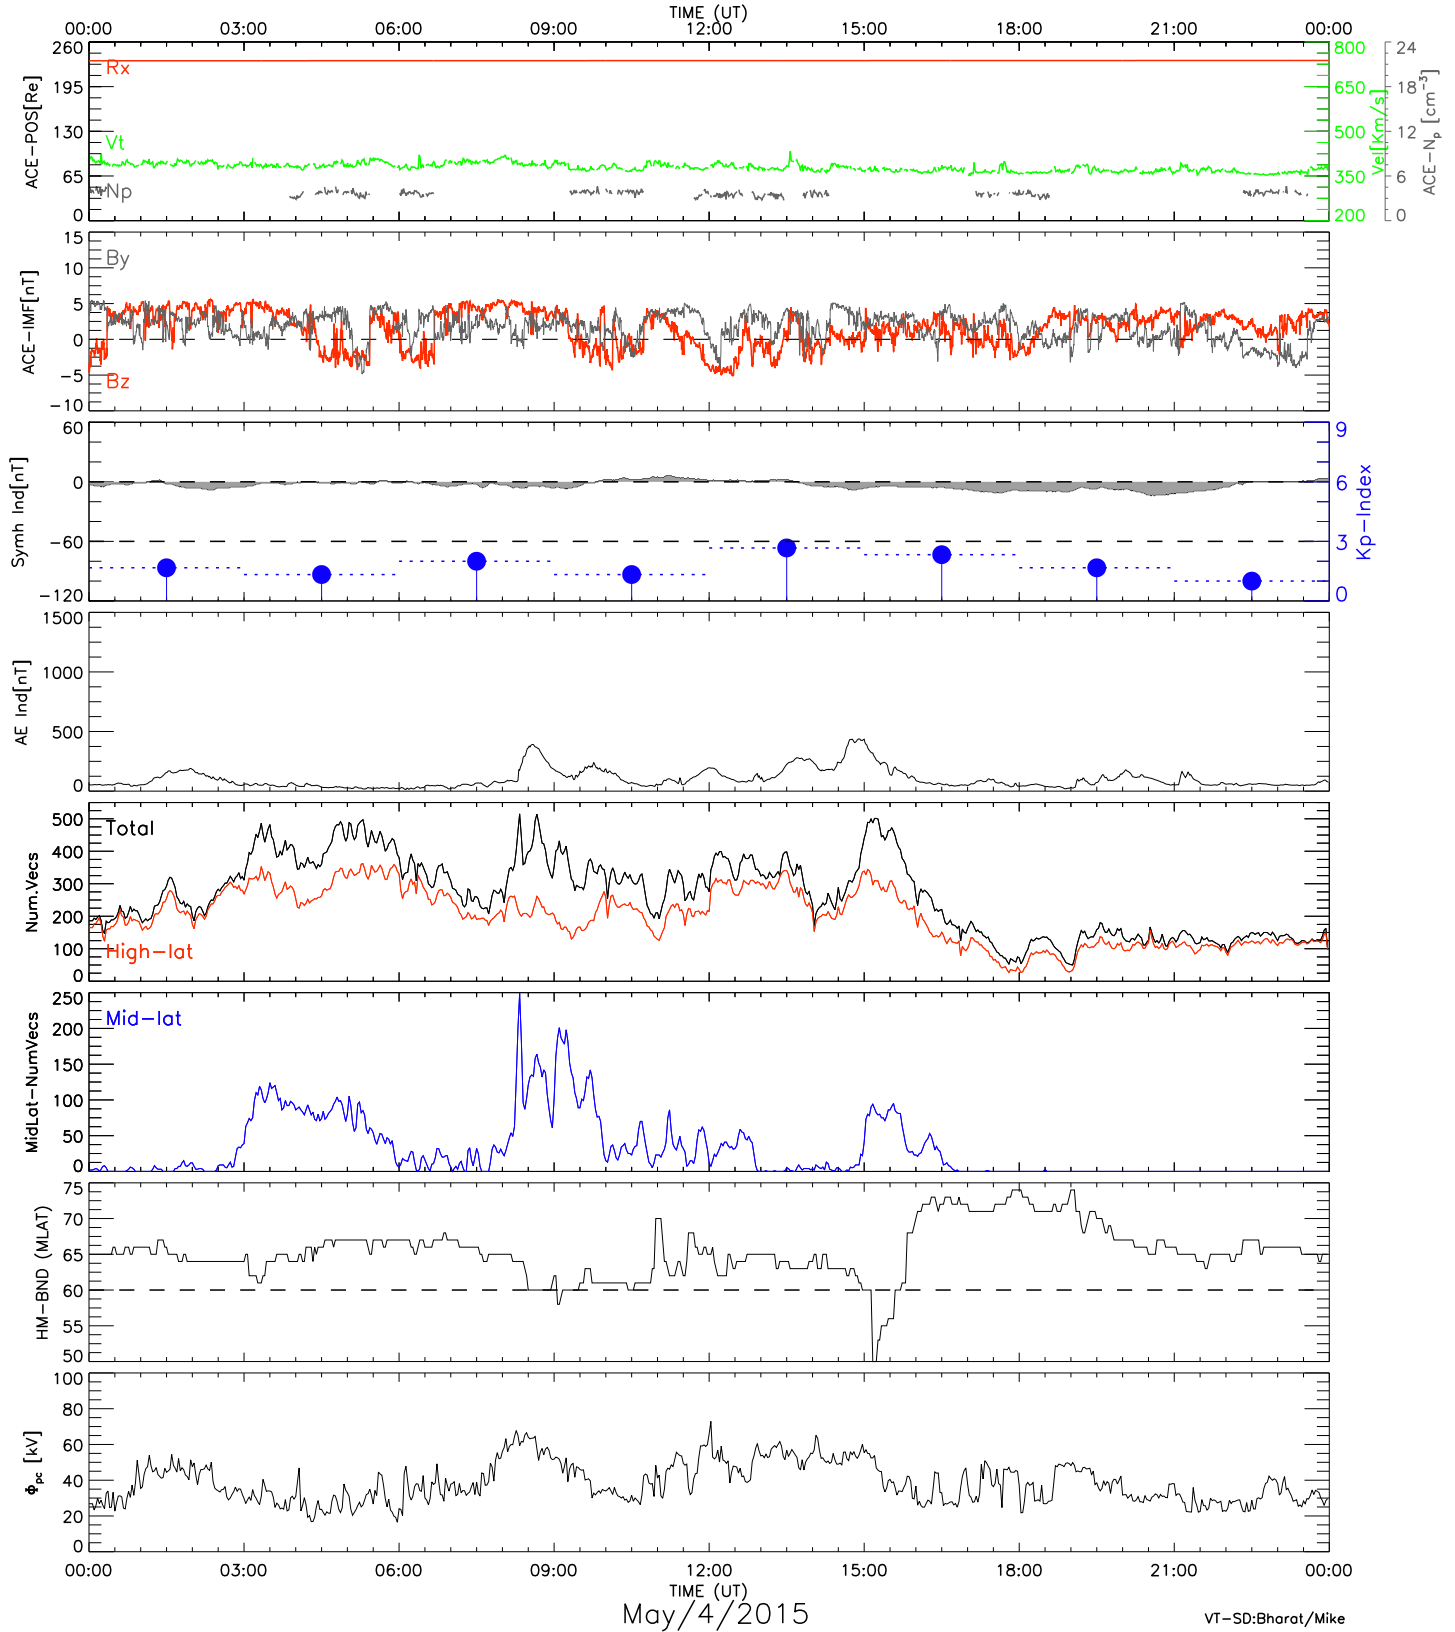 TIME (UT)
00:00 03:00 06:00 09:00 12:00 15:00 18:00 21:00 00:00
260 195 130 65 0
ACE-POS[Re]
Rx
Vt
Np
800 650 500 350 200
Vel[Km/s]
24 18 12 6 0
ACE-Np [cm-3]
15 10 5 0 -5 -10
ACE-IMF[nT]
By
Bz
60 0 -60 -120
Symh Ind[nT]
9 6 3 0
Kp-Index
1500 1000 500 0
AE Ind[nT]
500 400 300 200 100 0
Num.Vecs
Total
High-lat
250 200 150 100 50 0
MidLat-NumVecs
Mid-lat
75 70 65 60 55 50
HM-BND (MLAT)
100 80 60 40 20 0
Φpc [kV]
00:00 03:00 06:00 09:00 12:00 15:00 18:00 21:00 00:00
TIME (UT)
May/4/2015
VT-SD:Bharat/Mike